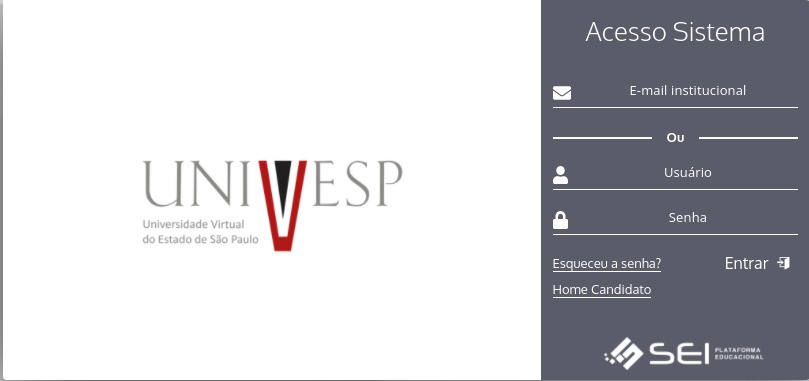 UNIVESP
Universidade Virtual
do Estado de São Paulo
Acesso Sistema
E-mail institucional
Ou
Usuário
Senha
Esqueceu a senha?
Entrar
Home Candidato
SEI PLATAFORMA
EDUCACIONAL